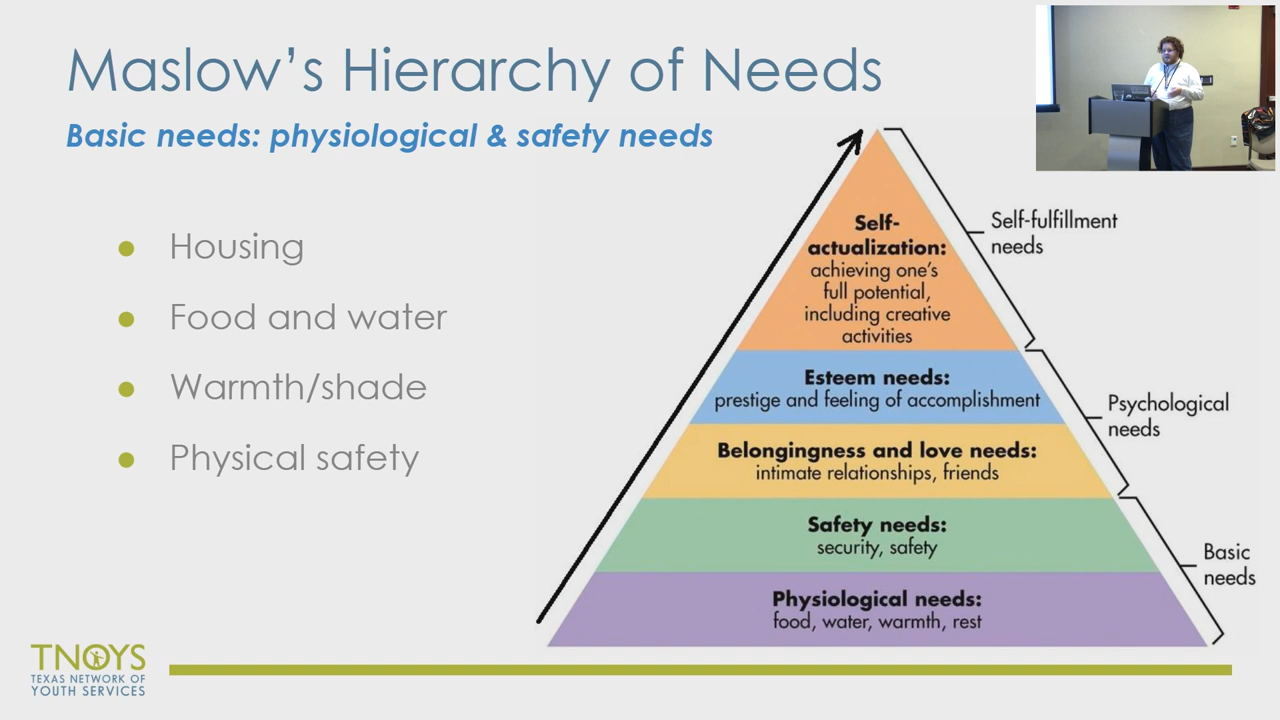 Maslow’s Hierarchy of Needs
Basic needs: physiological & safety needs
● Housing
● Food and water
● Warmth/shade
● Physical safety
Self-
actualization:
achieving one’s
full potential,
including creative
activities
Esteem needs:
prestige and feeling of accomplishment
Belongingness and love needs:
intimate relationships, friends
Safety needs:
security, safety
Physiological needs:
food, water, warmth, rest
Self-fulfillment
needs
Psychological
needs
Basic
needs
TNOYS
TEXAS NETWORK OF
YOUTH SERVICES